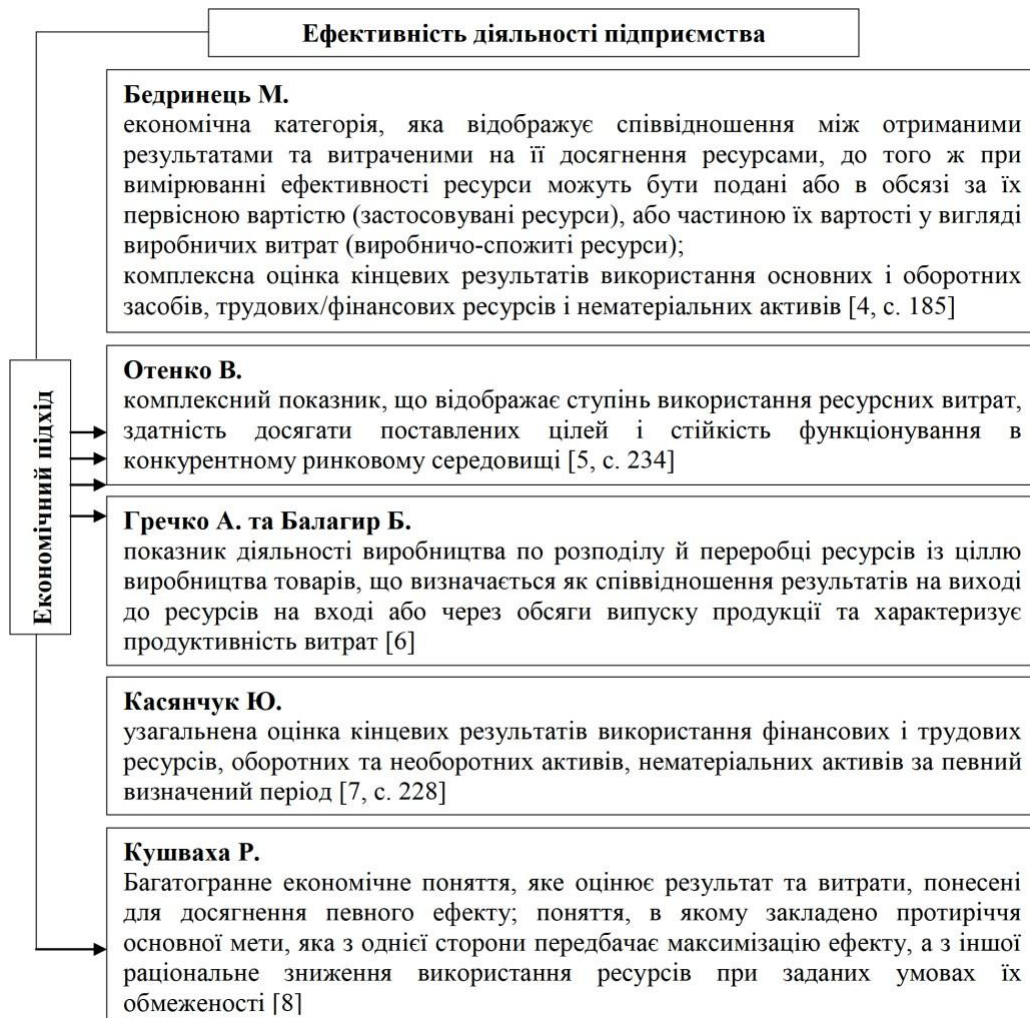 Ефективність діяльності підприємства
Економічний підхід
Бедринець М.
економічна категорія, яка відображує співвідношення між отриманими
результатами та витраченими на її досягнення ресурсами, до того ж при
вимірюванні ефективності ресурси можуть бути подані або в обсязі за їх
первісною вартістю (застосовувані ресурси), або частиною їх вартості у вигляді
виробничих витрат (виробничо-спожиті ресурси);
комплексна оцінка кінцевих результатів використання основних і оборотних
засобів, трудових/фінансових ресурсів і нематеріальних активів [4, с. 185]
Отенко В.
комплексний показник, що відображає ступінь використання ресурсних витрат,
здатність досягати поставлених цілей і стійкість функціонування в
конкурентному ринковому середовищі [5, с. 234]
Гречко А. та Балагир Б.
показник діяльності виробництва по розподілу й переробці ресурсів із ціллю
виробництва товарів, що визначається як співвідношення результатів на виході
до ресурсів на вході або через обсяги випуску продукції та характеризує
продуктивність витрат [6]
Касянчук Ю.
узагальнена оцінка кінцевих результатів використання фінансових і трудових
ресурсів, оборотних та необоротних активів, нематеріальних активів за певний
визначений період [7, с. 228]
Кушваха Р.
Багатогранне економічне поняття, яке оцінює результат та витрати, понесені
для досягнення певного ефекту; поняття, в якому закладено протиріччя
основної мети, яка з однієї сторони передбачає максимізацію ефекту, а з іншої
раціональне зниження використання ресурсів при заданих умовах їх
обмеженості [8]